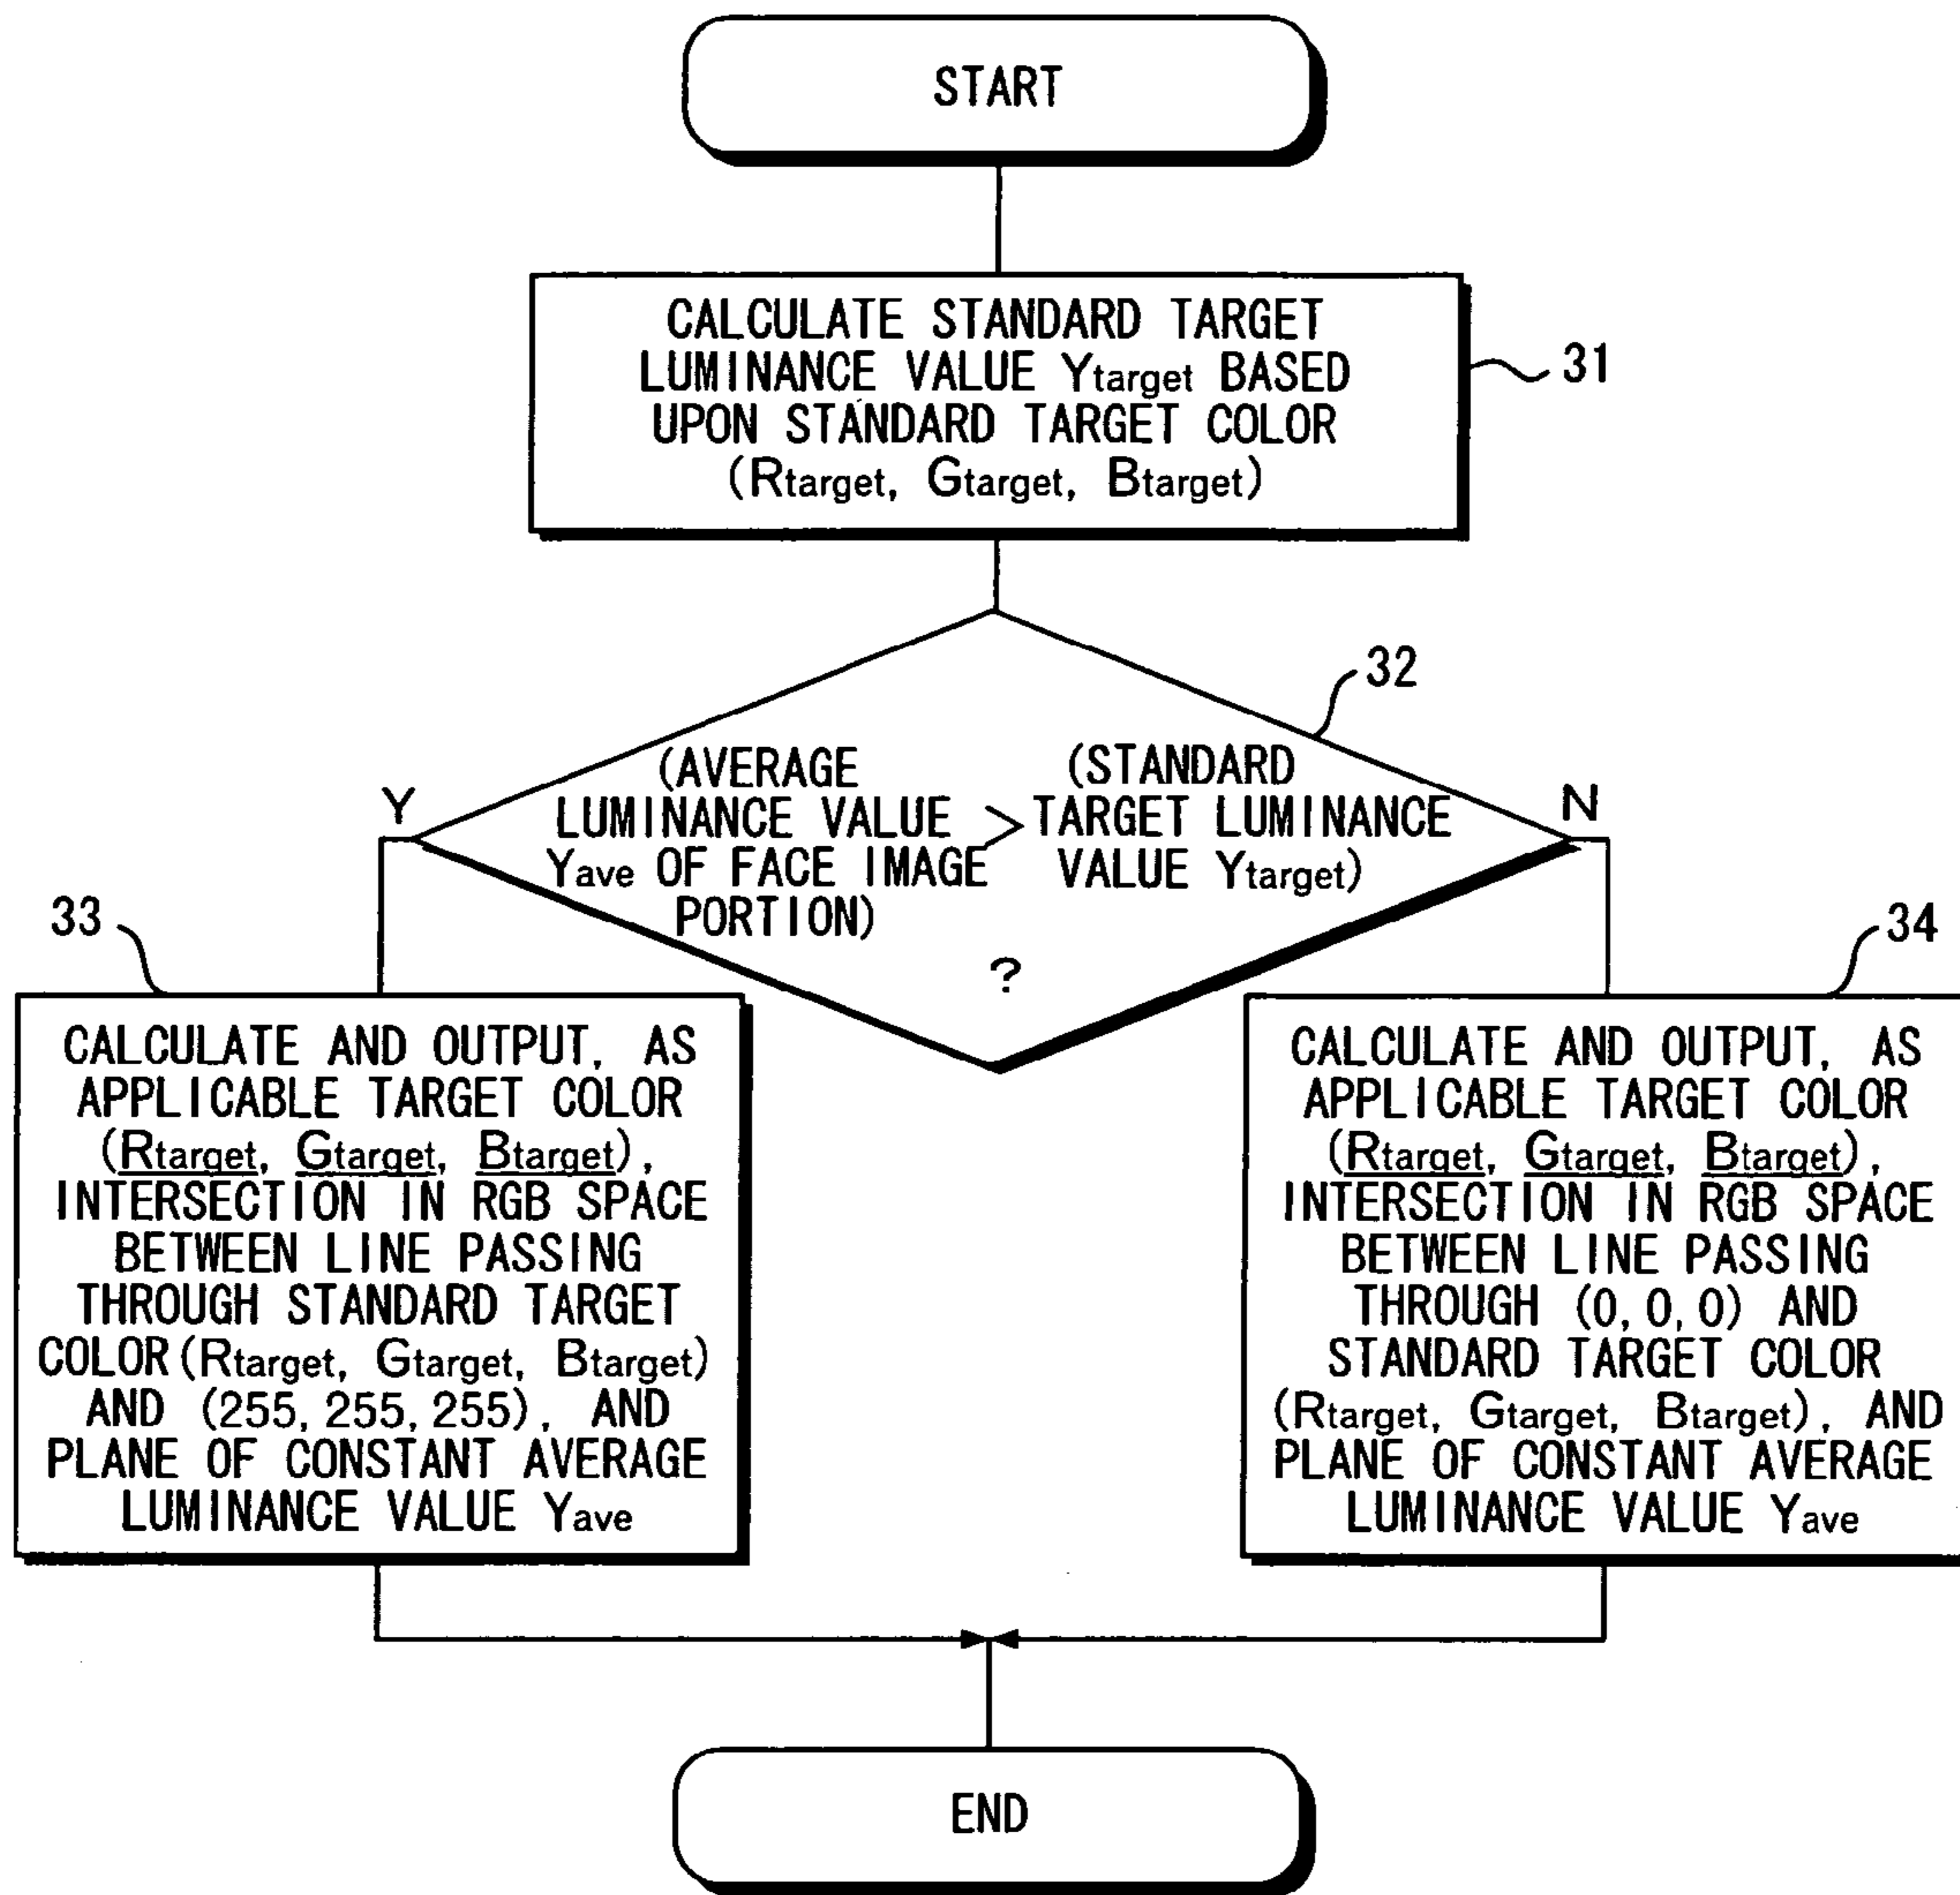 START
CALCULATE STANDARD TARGET
LUMINANCE VALUE Ytarget BASED
UPON STANDARD TARGET COLOR
(Rtarget, Gtarget, Btarget)
31
32
Y
(AVERAGE
LUMINANCE VALUE
Yave OF FACE IMAGE
PORTION)
>
(STANDARD
TARGET LUMINANCE
VALUE Ytarget)
?
N
33
CALCULATE AND OUTPUT, AS
APPLICABLE TARGET COLOR
(Rtarget, Gtarget, Btarget),
INTERSECTION IN RGB SPACE
BETWEEN LINE PASSING
THROUGH STANDARD TARGET
COLOR(Rtarget, Gtarget, Btarget)
AND (255, 255, 255), AND
PLANE OF CONSTANT AVERAGE
LUMINANCE VALUE Yave
34
CALCULATE AND OUTPUT, AS
APPLICABLE TARGET COLOR
(Rtarget, Gtarget, Btarget),
INTERSECTION IN RGB SPACE
BETWEEN LINE PASSING
THROUGH (0, 0, 0) AND
STANDARD TARGET COLOR
(Rtarget, Gtarget, Btarget), AND
PLANE OF CONSTANT AVERAGE
LUMINANCE VALUE Yave
END